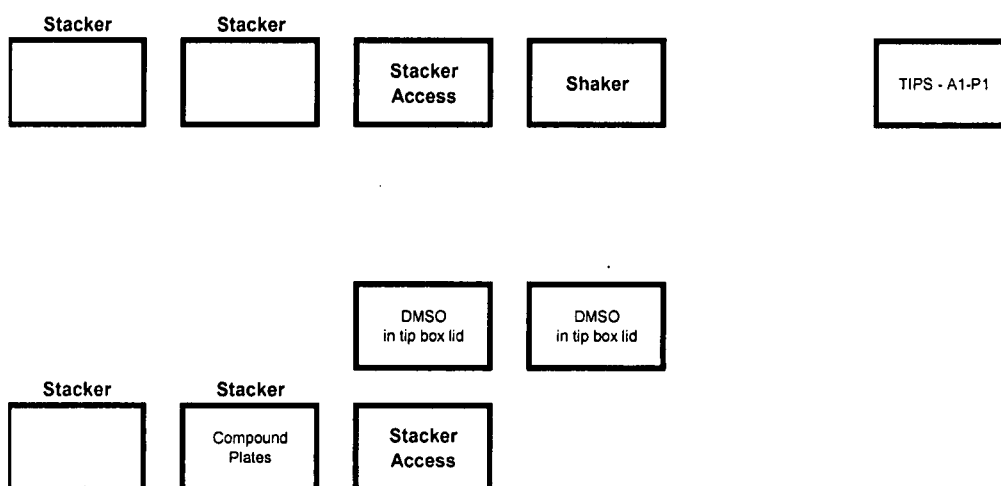 Stacker
Stacker
Stacker
Access
Shaker
TIPS - A1-P1
DMSO
in tip box lid
DMSO
in tip box lid
Stacker
Stacker
Compound
Plates
Stacker
Access